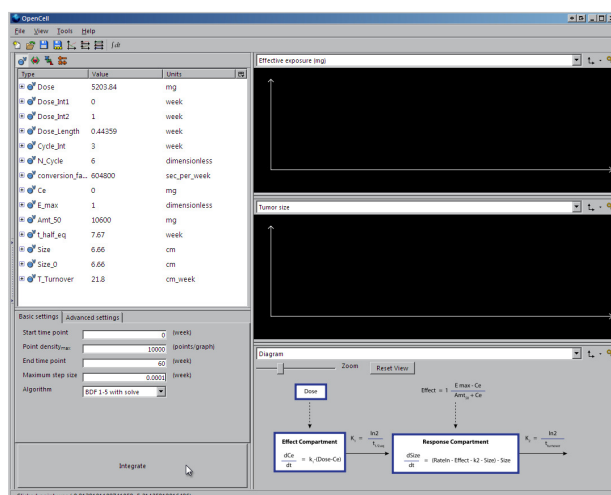 OpenCell
File View Tools Help
Effective exposure (mg)
Type Value Units
Dose 5203.84 mg
Dose_Int1 0 week
Dose_Int2 1 week
Dose_Length 0.44359 week
Cycle_Int 3 week
N_Cycle 6 dimensionless
conversion_fa... 604800 sec_per_week
Ce 0 mg
E_max 1 dimensionless
Amt_50 10600 mg
t_half_eq 7.67 week
Size 6.66 cm
Size_0 6.66 cm
T_Turnover 21.8 cm_week
Tumor size
Basic settings Advanced settings
Start time point 0 (week)
Point density max 10000 (points/graph)
End time point 60 (week)
Maximum step size 0.0001 (week)
Algorithm BDF 1-5 with solve
Integrate
Diagram
Zoom Reset View
Dose
Effect = 1 E max · Ce
Amt50 + Ce
Effect Compartment
dCe
dt = k1·(Dose-Ce)
K1 = ln2
Response Compartment
dSize
dt = (RateIn · Effect - k2 · Size) · Size
ln2